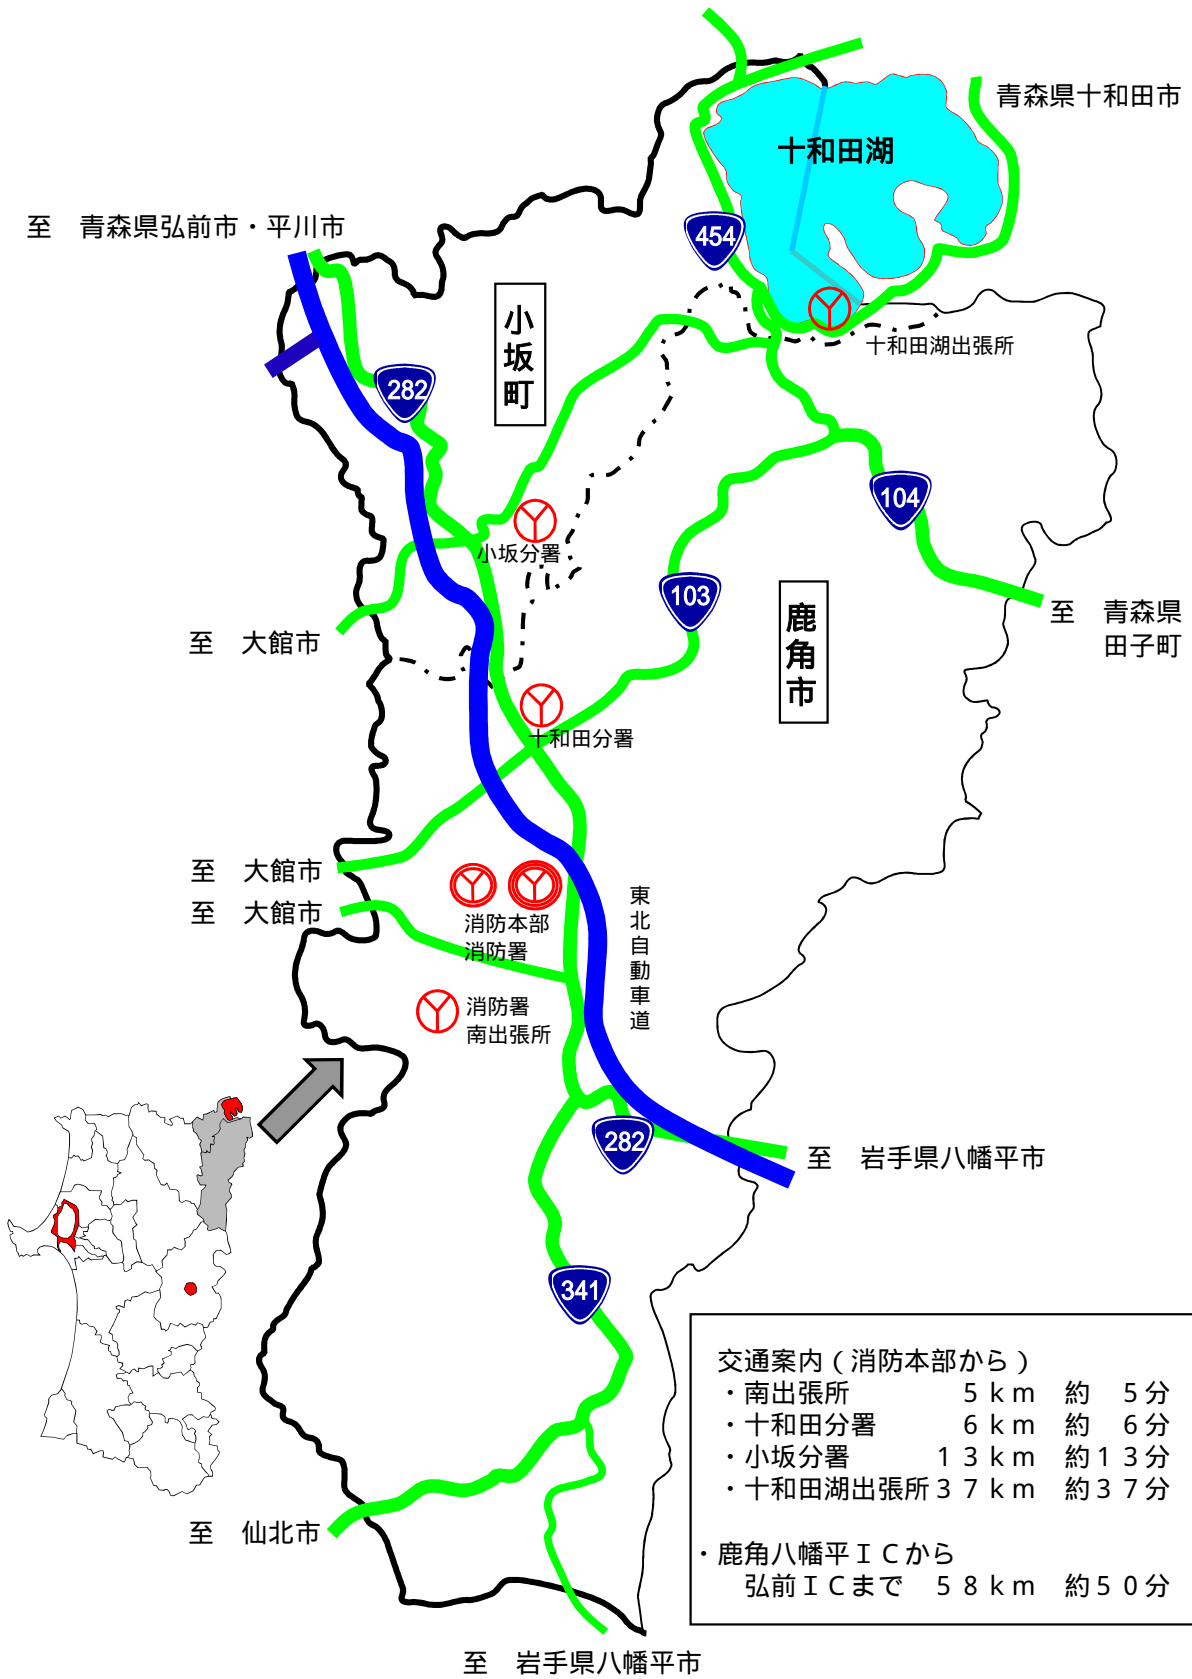 青森県十和田市
十和田湖
至　青森県弘前市・平川市
454
小坂町
十和田湖出張所
282
104
小坂分署
103
鹿角市
至　青森県
田子町
至　大館市
十和田分署
至　大館市
至　大館市
消防本部
消防署
東北自動車道
消防署
南出張所
282
至　岩手県八幡平市
341
交通案内（消防本部から）
・南出張所　５ｋｍ　約　５分
・十和田分署　６ｋｍ　約　６分
・小坂分署　１３ｋｍ　約１３分
・十和田湖出張所３７ｋｍ　約３７分
・鹿角八幡平ＩＣから
弘前ＩＣまで　５８ｋｍ　約５０分
至　仙北市
至　岩手県八幡平市